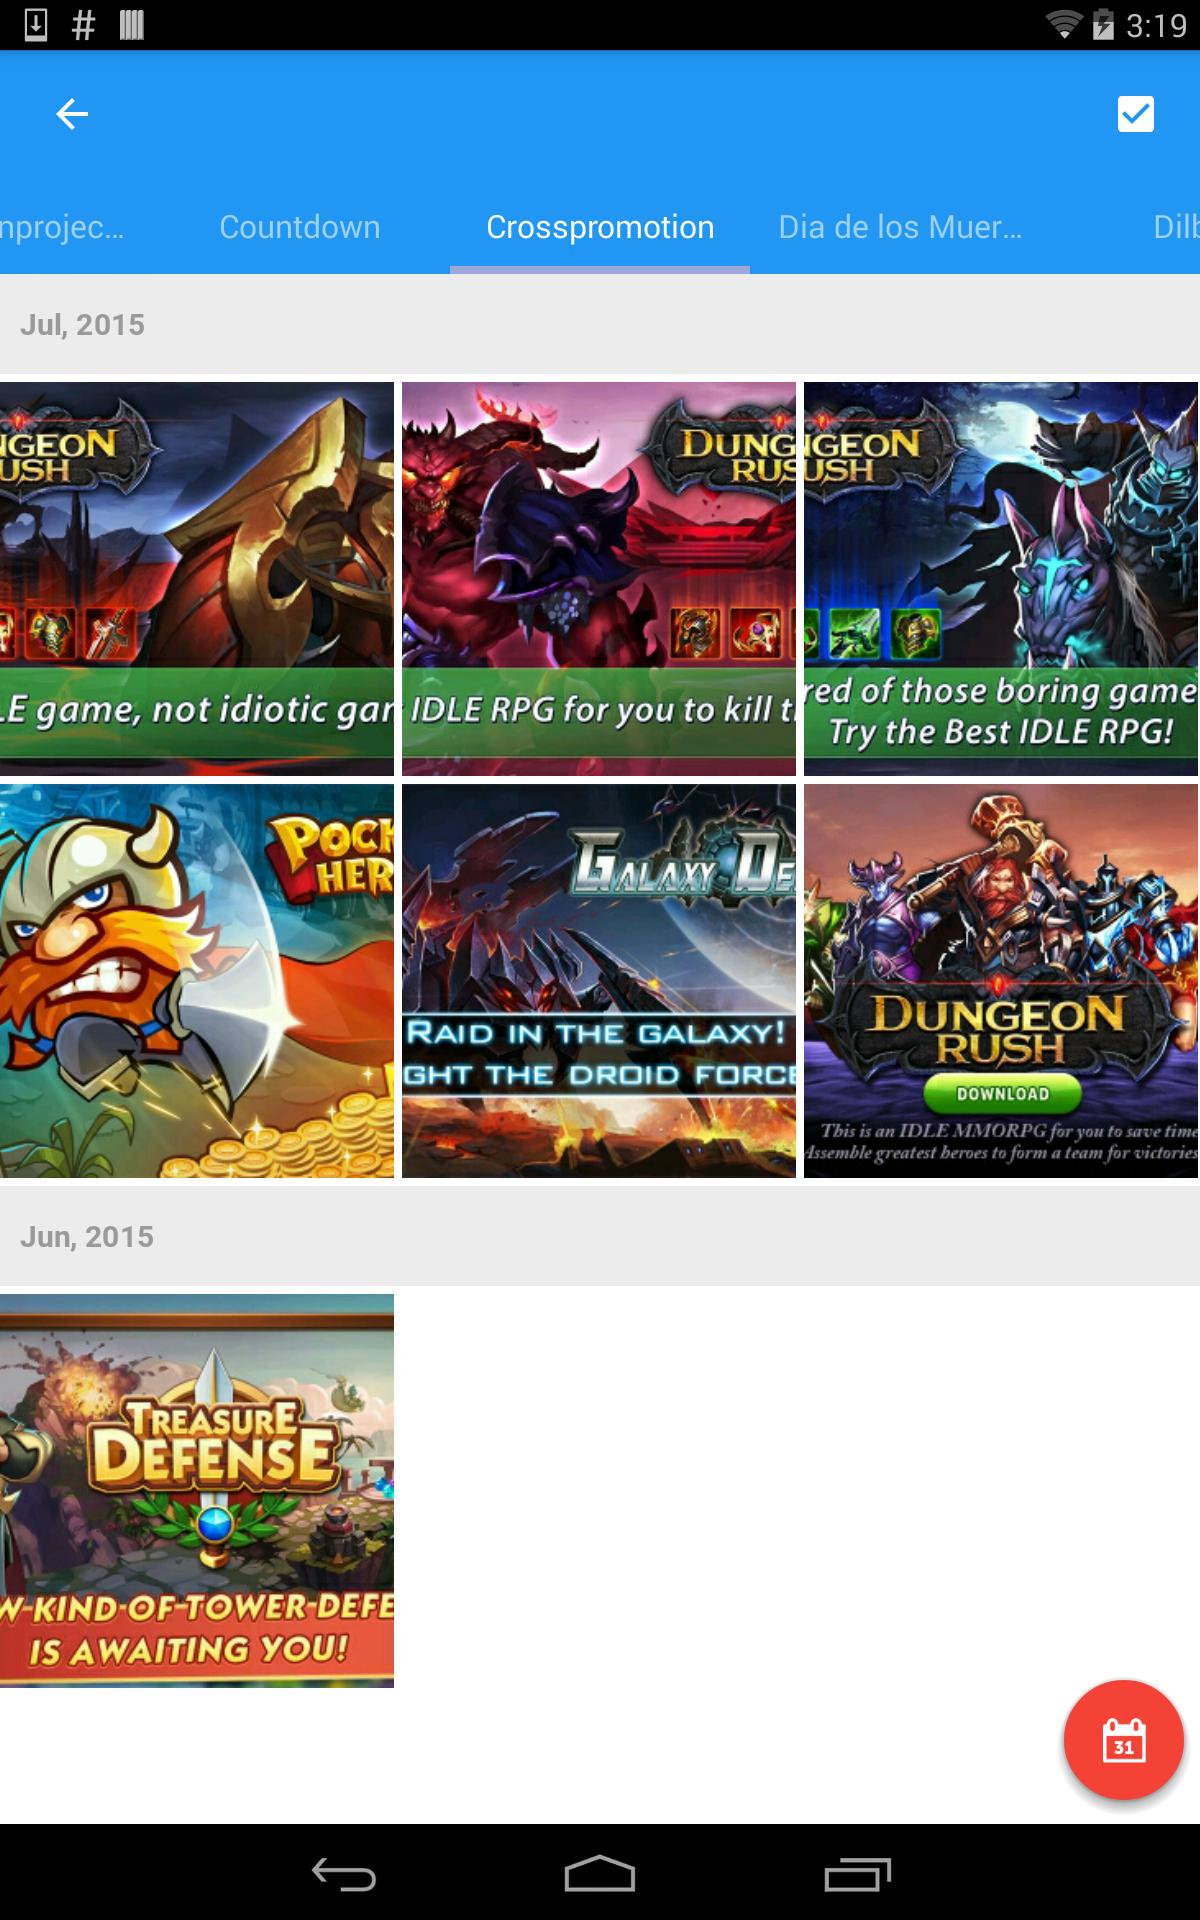 3:19
nprojec...
Countdown
Crosspromotion
Dia de los Muer...
Dilb
Jul, 2015
NGEON
USH
LE game, not idiotic gar
DUNG
RUS
IDLE RPG for you to kill t
NGEON
USH
red of those boring game
Try the Best IDLE RPG!
POCK
HER
GALAXY DE
RAID IN THE GALAXY!
GHT THE DROID FORCE
DUNGEON
RUSH
DOWNLOAD
This is an IDLE MMORPG for you to save time
Assemble greatest heroes to form a team for victories
Jun, 2015
TREASURE
DEFENSE
W-KIND-OF-TOWER-DEFE
IS AWAITING YOU!
31